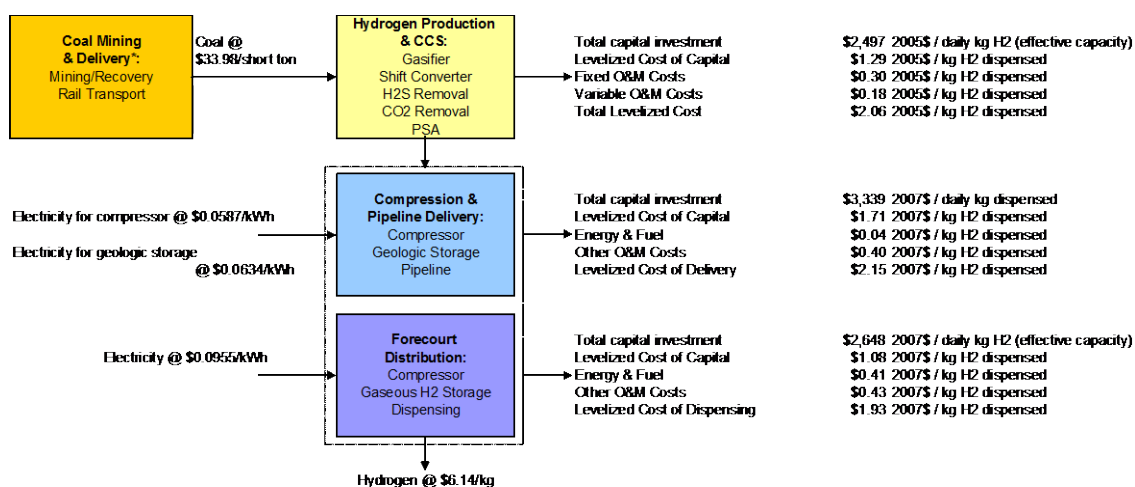 Coal Mining
& Delivery*:
Mining/Recovery
Rail Transport
Coal @
$33.98/short ton
Hydrogen Production
& CCS:
Gasifier
Shift Converter
H2S Removal
CO2 Removal
PSA
Total capital investment $2,497 2005$ / daily kg H2 (effective capacity)
Levelized Cost of Capital $1.29 2005$ / kg H2 dispensed
Fixed O&M Costs $0.30 2005$ / kg H2 dispensed
Variable O&M Costs $0.18 2005$ / kg H2 dispensed
Total Levelized Cost $2.06 2005$ / kg H2 dispensed
Electricity for compressor @ $0.0587/kWh
Electricity for geologic storage
@ $0.0634/kWh
Compression &
Pipeline Delivery:
Compressor
Geologic Storage
Pipeline
Total capital investment $3,339 2007$ / daily kg dispensed
Levelized Cost of Capital $1.71 2007$ / kg H2 dispensed
Energy & Fuel $0.04 2007$ / kg H2 dispensed
Other O&M Costs $0.40 2007$ / kg H2 dispensed
Levelized Cost of Delivery $2.15 2007$ / kg H2 dispensed
Electricity @ $0.0955/kWh
Forecourt
Distribution:
Compressor
Gaseous H2 Storage
Dispensing
Total capital investment $2,648 2007$ / daily kg H2 (effective capacity)
Levelized Cost of Capital $1.08 2007$ / kg H2 dispensed
Energy & Fuel $0.41 2007$ / kg H2 dispensed
Other O&M Costs $0.43 2007$ / kg H2 dispensed
Levelized Cost of Dispensing $1.93 2007$ / kg H2 dispensed
Hydrogen @ $6.14/kg